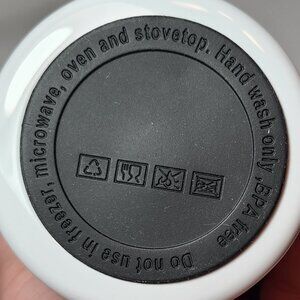 Do not use in freezer, microwave, oven and stovetop. Hand wash only ,BPA free